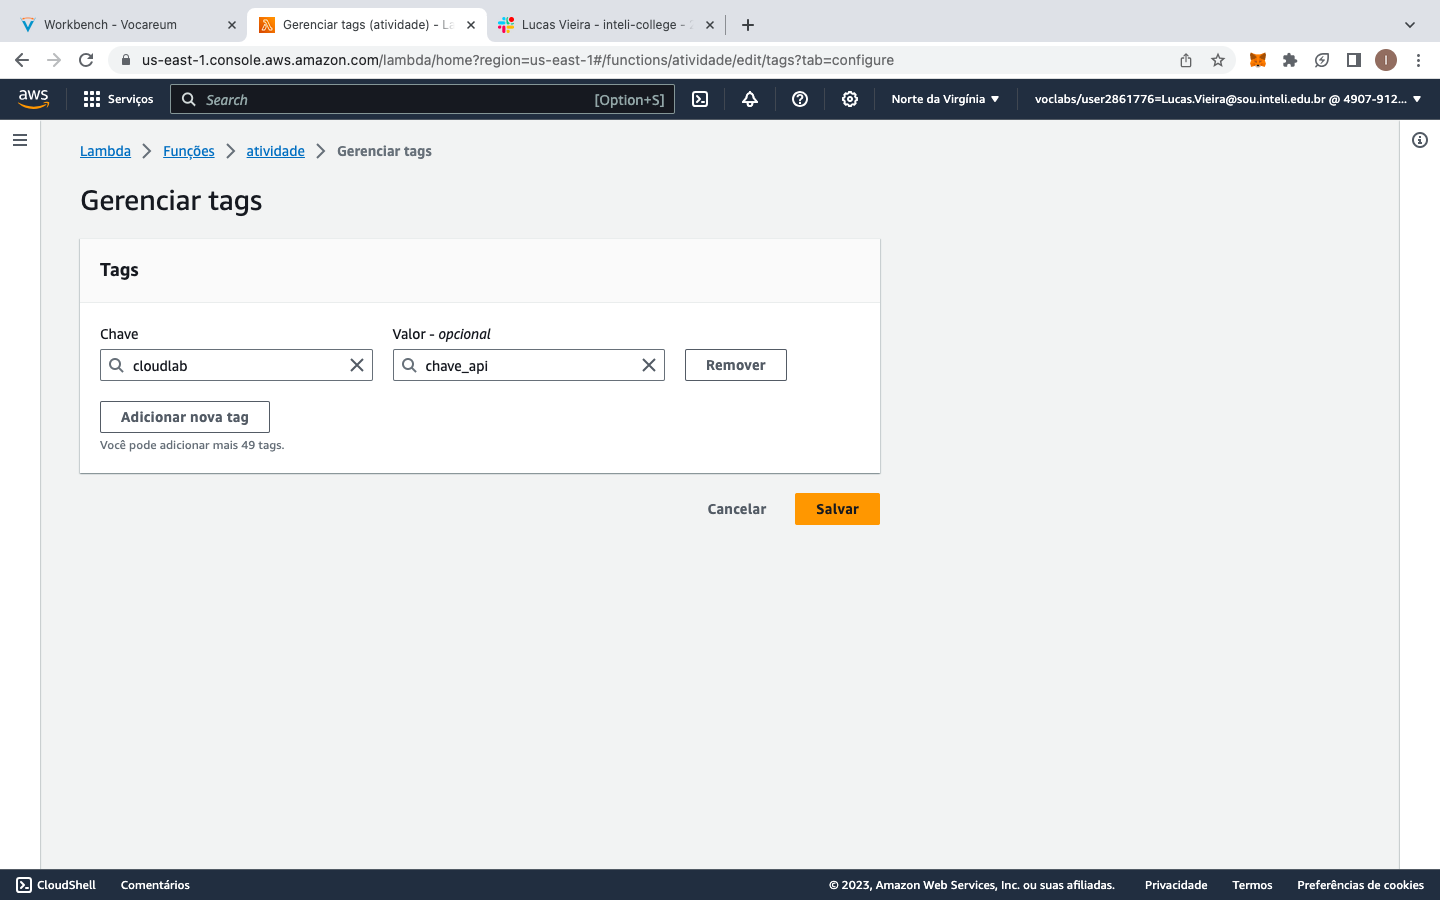 Workbench - Vocareum
Gerenciar tags (atividade) - La
Lucas Vieira - inteli-college -
us-east-1.console.aws.amazon.com/lambda/home?region=us-east-1#/functions/atividade/edit/tags?tab=configure
I
aws
Serviços
Search
[Option+S]
Norte da Virgínia
voclabs/user2861776=Lucas.Vieira@sou.inteli.edu.br @ 4907-912...
Lambda
Funções
atividade
Gerenciar tags
Gerenciar tags
Tags
Chave
Valor - opcional
cloudlab
chave_api
Remover
Adicionar nova tag
Você pode adicionar mais 49 tags.
Cancelar
Salvar
CloudShell
Comentários
© 2023, Amazon Web Services, Inc. ou suas afiliadas.
Privacidade
Termos
Preferências de cookies